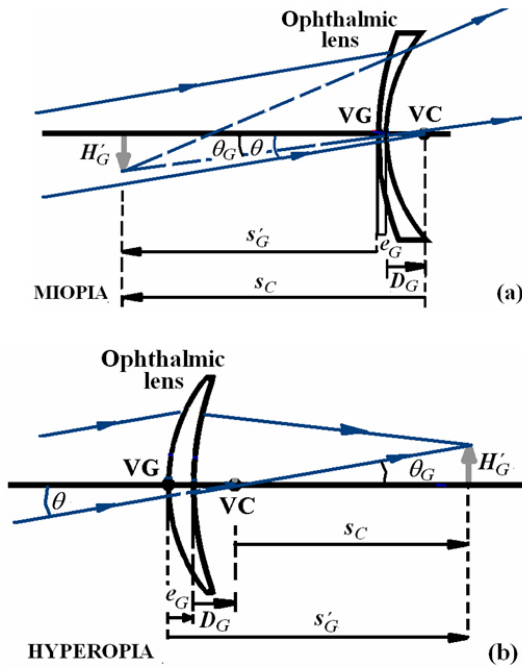 Ophthalmic
lens
VG
VC
H′G
θG
θ
s′G
eG
DG
sC
MIOPIA
(a)
Ophthalmic
lens
VG
θG
H′G
θ
VC
sC
eG
DG
s′G
HYPEROPIA
(b)